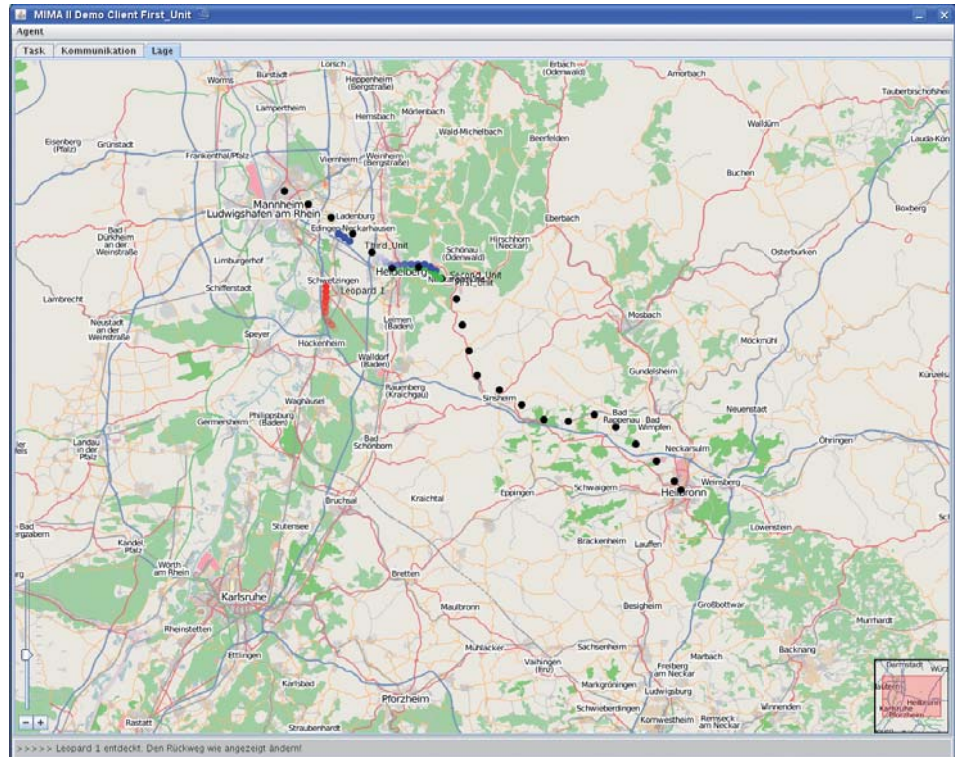 MIMA II Demo Client First_Unit
Agent
Task Kommunikation Lage
Lorsch
Worms
Bürstadt
Heppenheim
(Bergstraße)
Erbach
(Odenwald)
Amorbach
Tauberbischofsheim
Lampertheim
Hemsbach
Mörlenbach
Wald-Michelbach
Beerfelden
Walldürn
Eisenberg
(Pfalz)
Grünstadt
Frankenthal/Pfalz
Viernheim
Weinheim
(Bergstraße)
Buchen
Mannheim
Ludwigshafen am Rhein
Ladenburg
Edingen-Neckarhausen
Eberbach
Boxberg
Bad
Dürkheim
an der
Weinstraße
Limburgerhof
Third_Unit
Schönau
(Odenwald)
Hirschhorn
(Neckar)
Osterburken
Schifferstadt
Schwetzingen
Heidelberg
Second_Unit
First_Unit
Lambrecht
Leopard 1
Neustadt
an der
Weinstraße
Speyer
Leimen
(Baden)
Mosbach
Möckmühl
Hockenheim
Walldorf
(Baden)
Gundelsheim
Rauenberg
(Kraichgau)
Sinsheim
Waghäusel
Philippsburg
(Baden)
Germersheim
Bad
Rappenau
Bad
Wimpfen
Neuenstadt
Landau
in der
Pfalz
Bad
Schönborn
Öhringen
Neckarsulm
Kraichtal
Eppingen
Schwaigern
Heilbronn
Weinsberg
Bruchsal
Stutensee
Löwenstein
Brackenheim
Lauffen
Kandel
Wörth
am Rhein
Bretten
Karlsruhe
Maulbronn
Besigheim
Großbottwar
Rheinstetten
Murrhardt
Ettlingen
Mühlacker
Sachsenheim
Backnang
Vaihingen
(Enz)
Marbach
Freiberg
am Neckar
Karlsbad
Markgröningen
Ludwigsburg
Pforzheim
Schwieberdingen
Winnenden
Kornwestheim
Remseck
am Neckar
Rastatt
Straubenhardt
Darmstadt
Heilbronn
Karlsruhe
Pforzheim
- +
>>>>> Leopard 1 entdeckt. Den Rückweg wie angezeigt ändern!